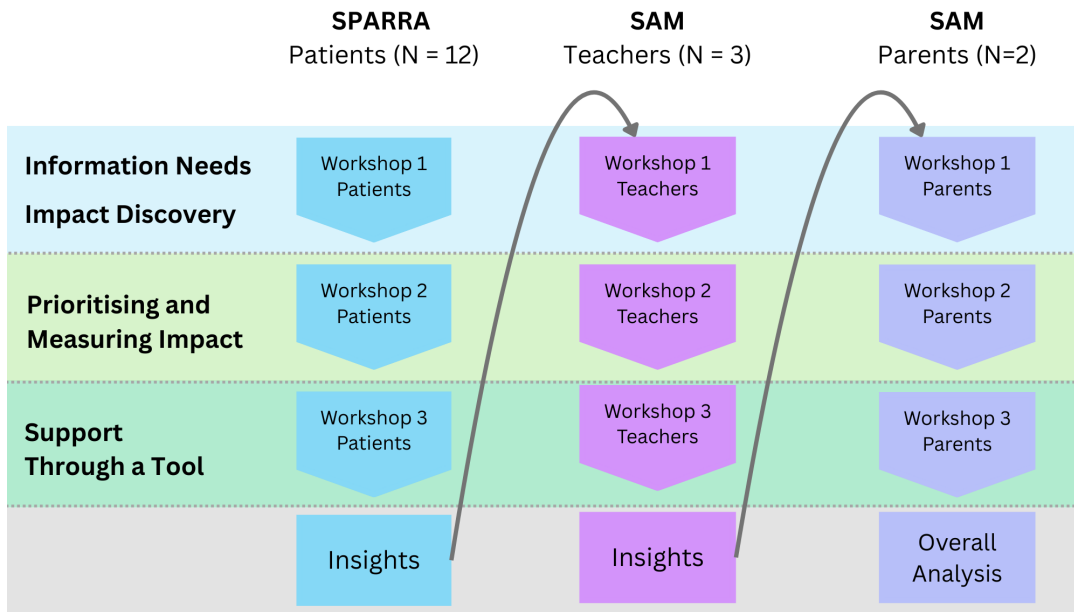 SPARRA
Patients (N = 12)
SAM
Teachers (N = 3)
SAM
Parents (N=2)
Information Needs
Impact Discovery
Workshop 1
Patients
Workshop 1
Teachers
Workshop 1
Parents
Prioritising and
Measuring Impact
Workshop 2
Patients
Workshop 2
Teachers
Workshop 2
Parents
Support
Through a Tool
Workshop 3
Patients
Workshop 3
Teachers
Workshop 3
Parents
Insights
Insights
Overall
Analysis